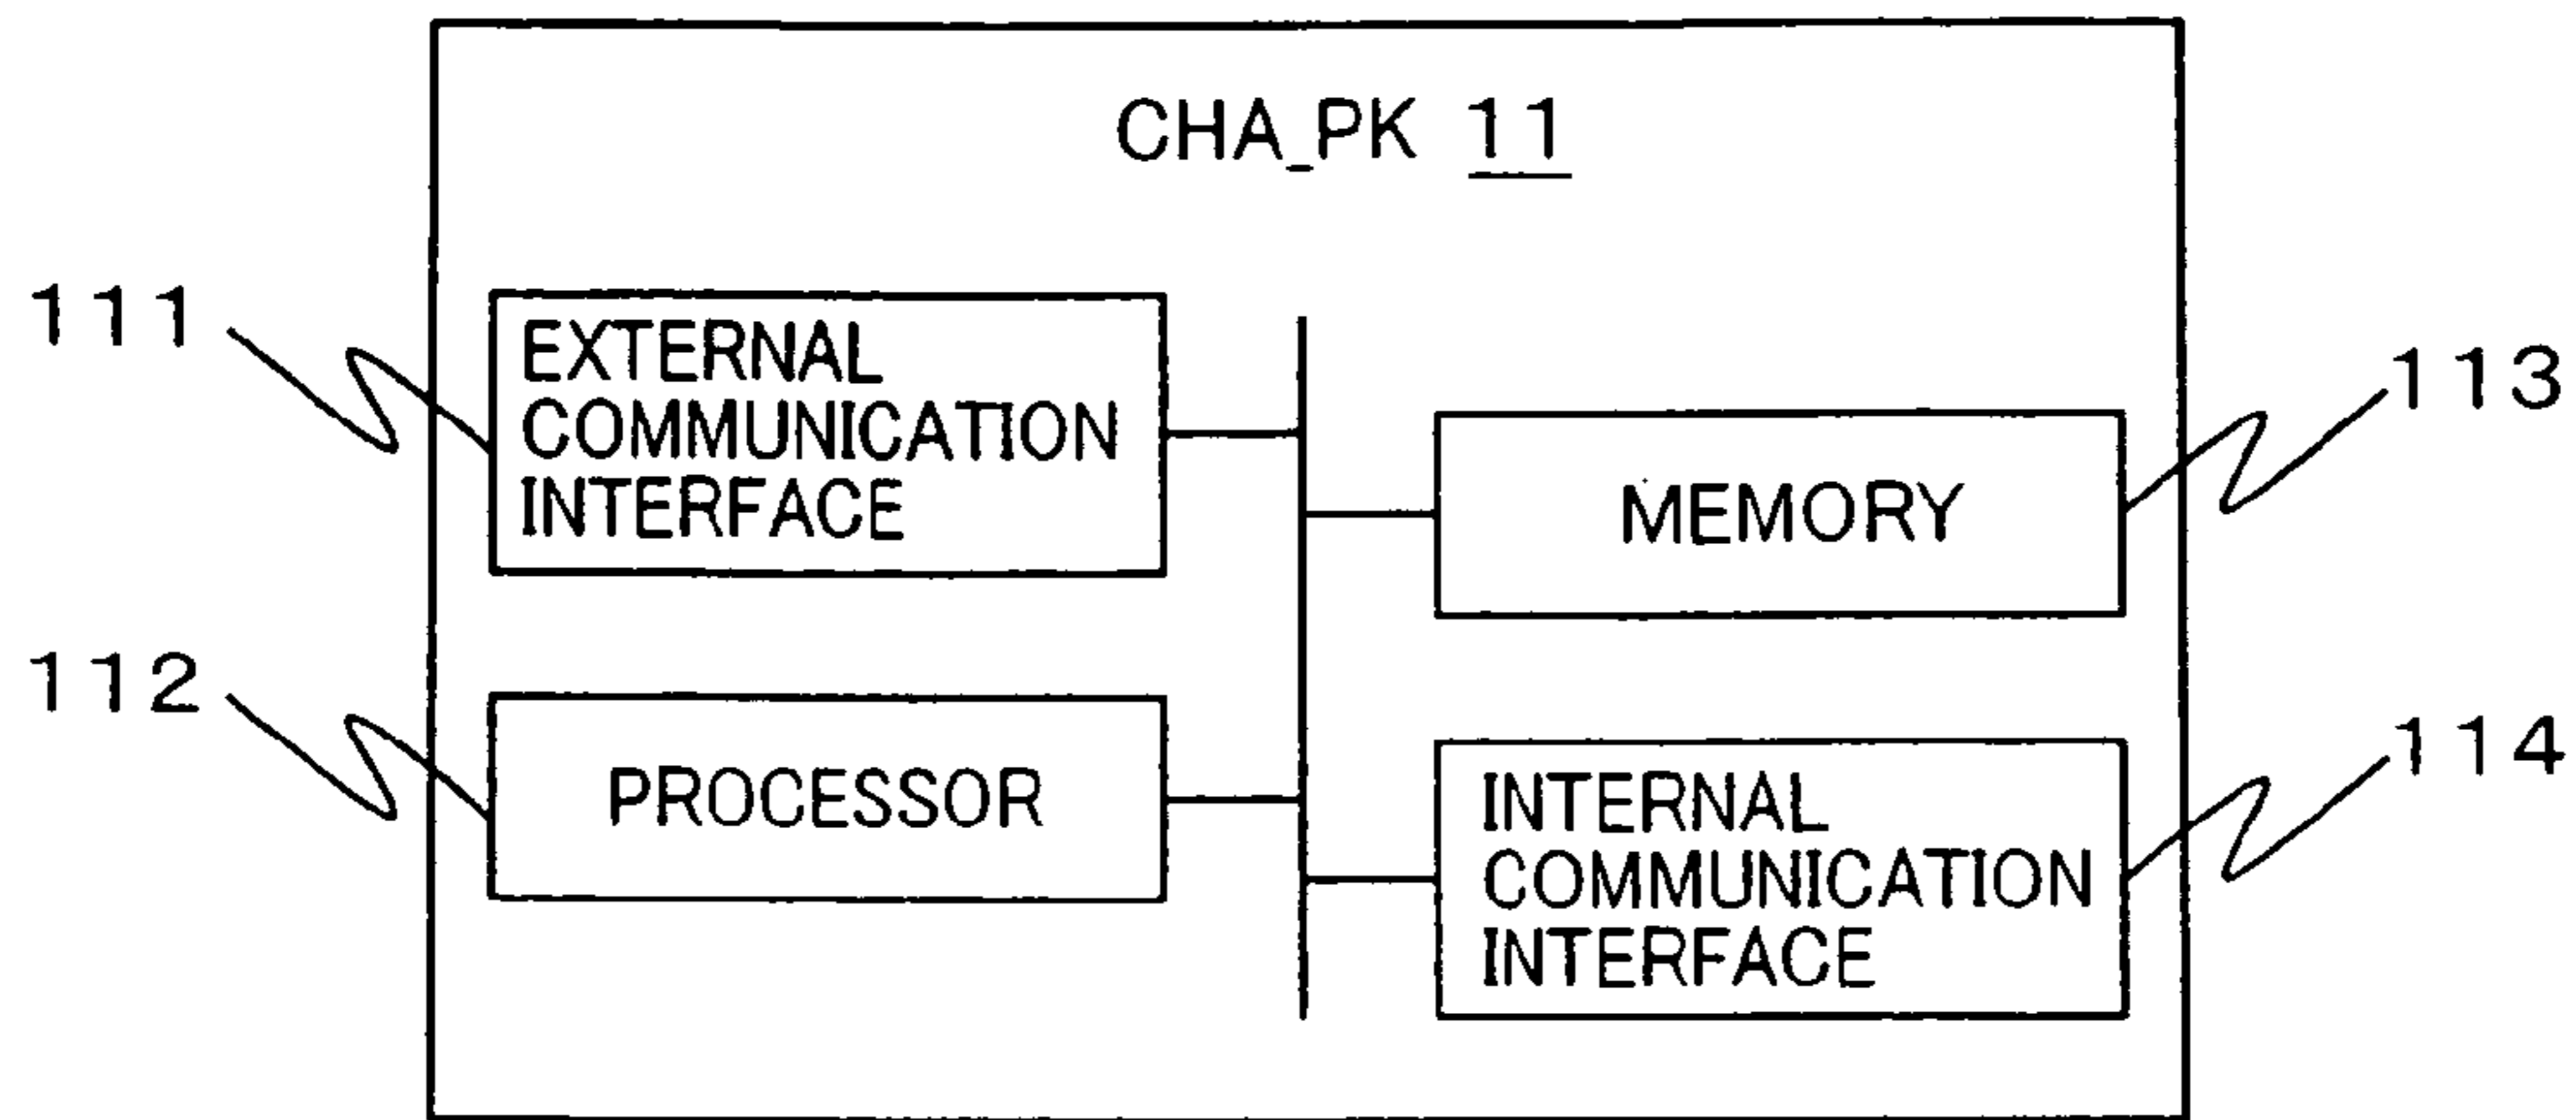 CHA_PK 11
111
EXTERNAL
COMMUNICATION
INTERFACE
113
MEMORY
112
PROCESSOR
114
INTERNAL
COMMUNICATION
INTERFACE